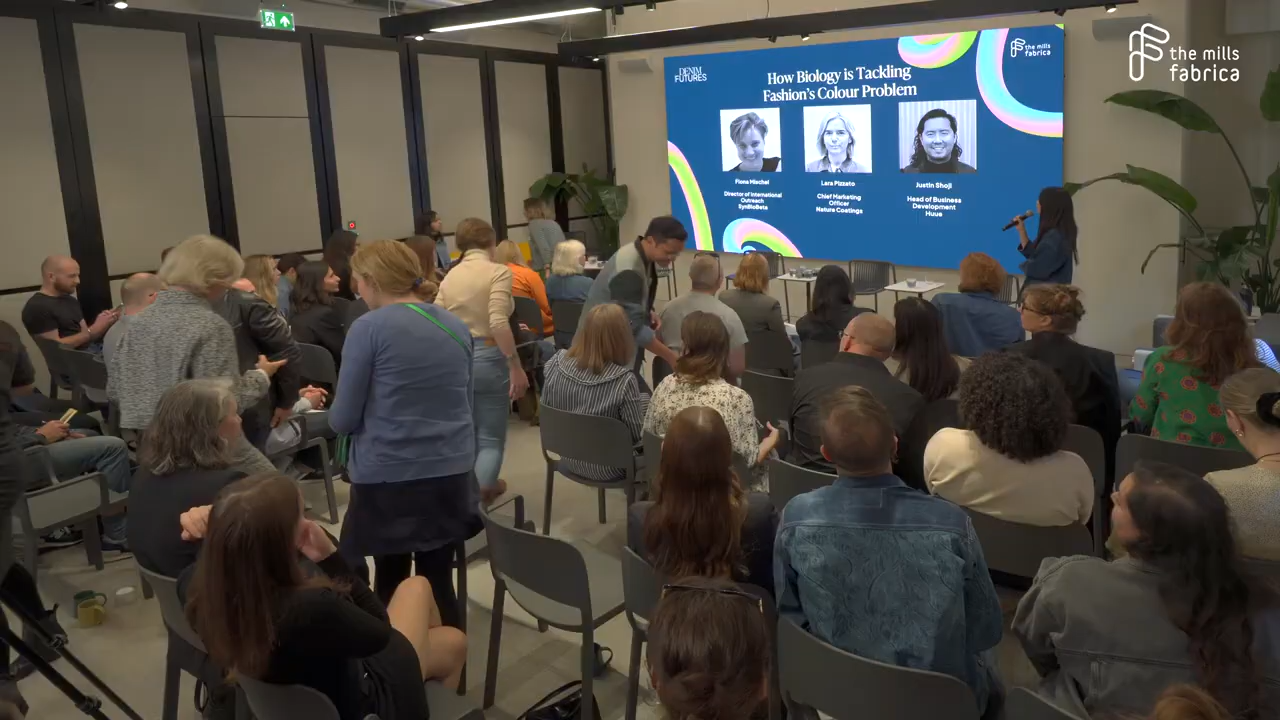 the mills
fabrica
DENIM
FUTURES
the mills
fabrica
How Biology is Tackling
Fashion's Colour Problem
Fiona Mischel
Director of International
Outreach
SynBioBeta
Lara Pizzato
Chief Marketing
Officer
Nature Coatings
Justin Shoji
Head of Business
Development
Huue